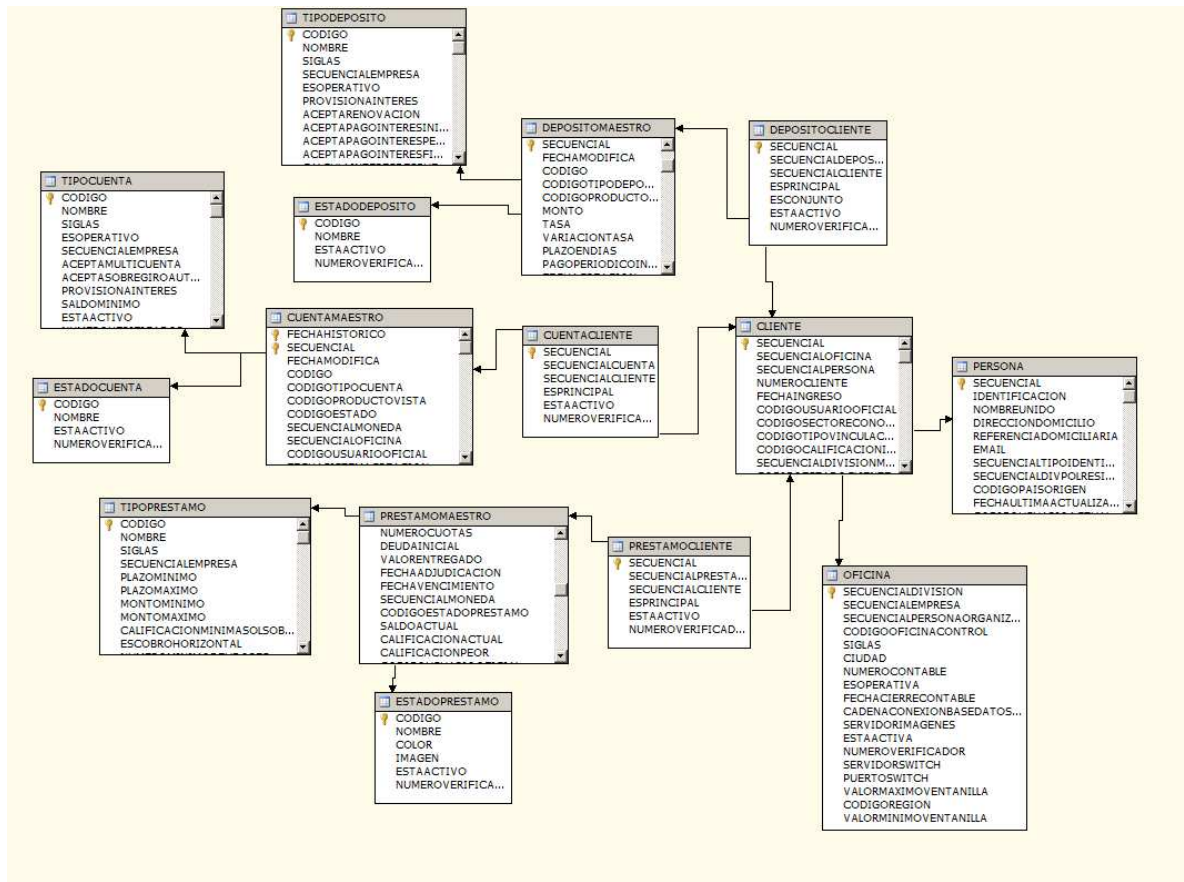 TIPODEPOSITO
CODIGO
NOMBRE
SIGLAS
SECUENCIALEMPRESA
ESOPERATIVO
PROVISIONAINTERES
ACEPTARENOVACION
ACEPTAPAGOINTERESINI...
ACEPTAPAGOINTERESPE...
ACEPTAPAGOINTERESFI...
DEPOSITOMAESTRO
SECUENCIAL
FECHAMODIFICA
CODIGO
CODIGOTIPODEPO...
CODIGOPRODUCTO...
MONTO
TASA
VARIACIONTASA
PLAZOENDIAS
PAGOPERIODICOIN...
DEPOSITOCLIENTE
SECUENCIAL
SECUENCIALDEPOS...
SECUENCIALCLIENTE
ESPRINCIPAL
ESCONJUNTO
ESTAACTIVO
NUMEROVERIFICA...
TIPOCUENTA
CODIGO
NOMBRE
SIGLAS
ESOPERATIVO
SECUENCIALEMPRESA
ACEPTAMULTICUENTA
ACEPTASOBREGIROAUT...
PROVISIONAINTERES
SALDOMINIMO
ESTAACTIVO
ESTADODEPOSITO
CODIGO
NOMBRE
ESTAACTIVO
NUMEROVERIFICA...
CUENTAMAESTRO
FECHAHISTORICO
SECUENCIAL
FECHAMODIFICA
CODIGO
CODIGOTIPOCUENTA
CODIGOPRODUCTOVISTA
CODIGOESTADO
SECUENCIALMONEDA
SECUENCIALOFICINA
CODIGOUSUARIOOFICIAL
CUENTACLIENTE
SECUENCIAL
SECUENCIALCUENTA
SECUENCIALCLIENTE
ESPRINCIPAL
ESTAACTIVO
NUMEROVERIFICA...
CLIENTE
SECUENCIAL
SECUENCIALOFICINA
SECUENCIALPERSONA
NUMEROCLIENTE
FECHAINGRESO
CODIGOUSUARIOOFICIAL
CODIGOSECTORECONO...
CODIGOTIPOVINCULAC...
CODIGOCALIFICACIONI...
SECUENCIALDIVISIONM...
PERSONA
SECUENCIAL
IDENTIFICACION
NOMBREUNIDO
DIRECCIONDOMICILIO
REFERENCIADOMICILIARIA
EMAIL
SECUENCIALTIPOIDENTI...
SECUENCIALDIVPOLRESI...
CODIGOPAISORIGEN
FECHAULTIMAACTUALIZA...
ESTADOCUENTA
CODIGO
NOMBRE
ESTAACTIVO
NUMEROVERIFICA...
TIPOPRESTAMO
CODIGO
NOMBRE
SIGLAS
SECUENCIALEMPRESA
PLAZOMINIMO
PLAZOMAXIMO
MONTOMINIMO
MONTOMAXIMO
CALIFICACIONMINIMASOLSOB...
ESCOBROHORIZONTAL
PRESTAMOMAESTRO
NUMEROCUOTAS
DEUDAINICIAL
VALORENTREGADO
FECHAADJUDICACION
FECHAVENCIMIENTO
SECUENCIALMONEDA
CODIGOESTADOPRESTAMO
SALDOACTUAL
CALIFICACIONACTUAL
CALIFICACIONPEOR
PRESTAMOCLIENTE
SECUENCIAL
SECUENCIALPRESTA...
SECUENCIALCLIENTE
ESPRINCIPAL
ESTAACTIVO
NUMEROVERIFICAD...
OFICINA
SECUENCIALDIVISION
SECUENCIALEMPRESA
SECUENCIALPERSONAORGANIZ...
CODIGOOFICINACONTROL
SIGLAS
CIUDAD
NUMEROCONTABLE
ESOPERATIVA
FECHACIERRECONTABLE
CADENACONEXIONBASEDATOS...
SERVIDORIMAGENES
ESTAACTIVA
NUMEROVERIFICADOR
SERVIDORSWITCH
PUERTOSWITCH
VALORMAXIMOVENTANILLA
CODIGOREGION
VALORMINIMOVENTANILLA
ESTADOPRESTAMO
CODIGO
NOMBRE
COLOR
IMAGEN
ESTAACTIVO
NUMEROVERIFICA...